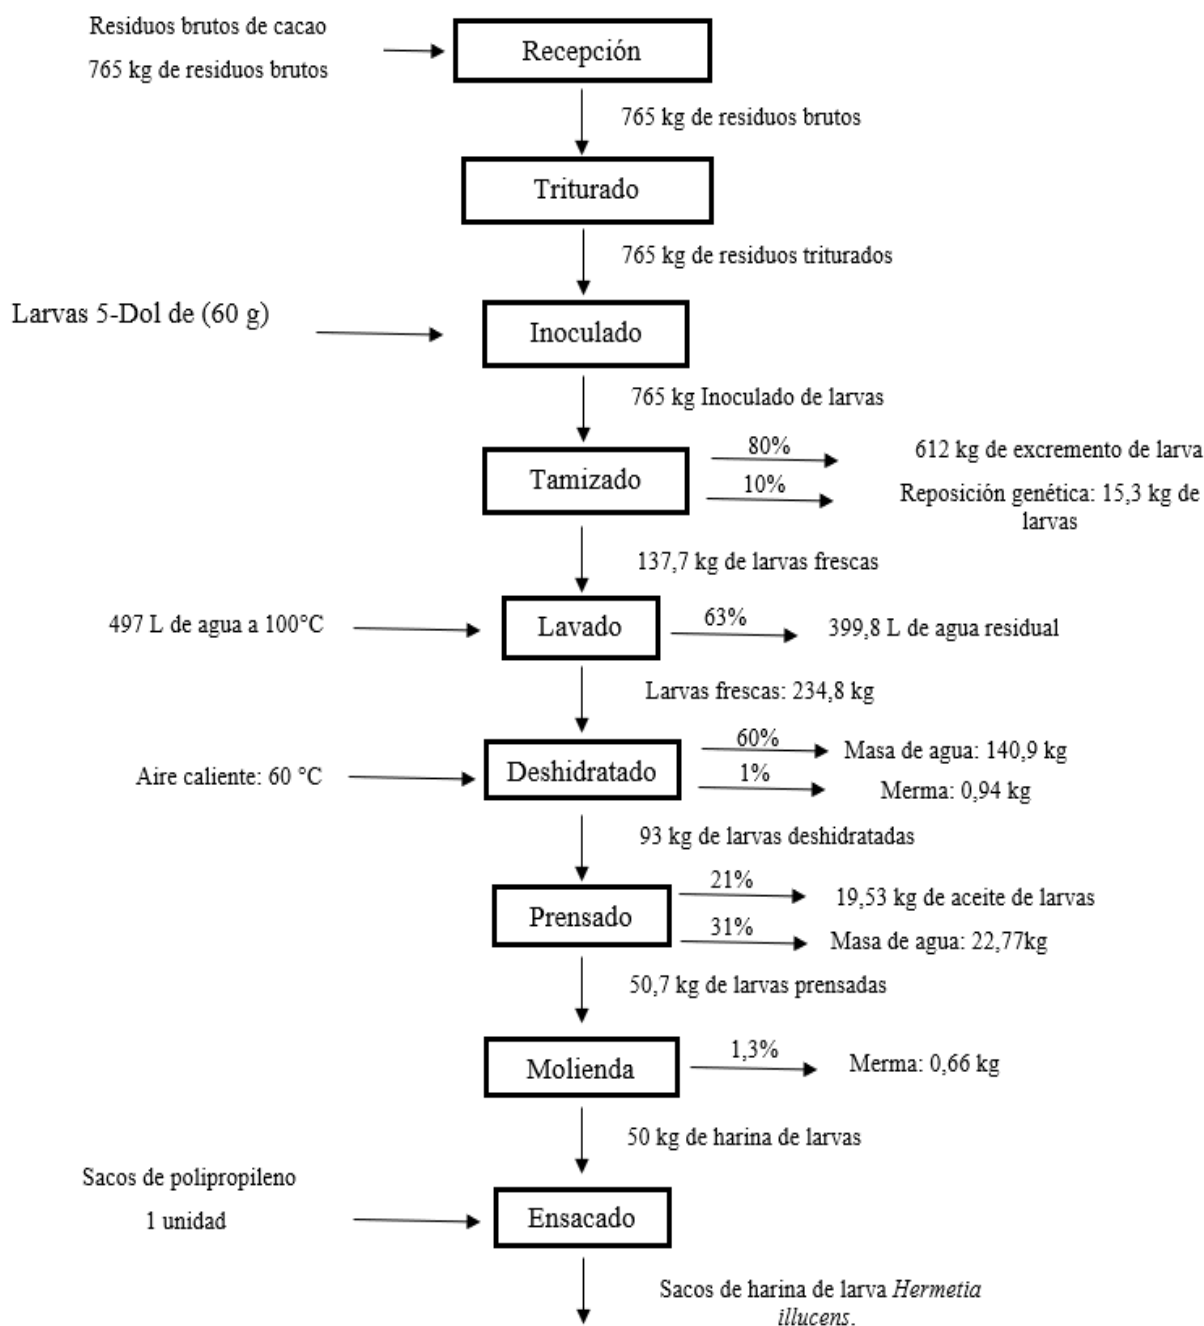 Residuos brutos de cacao
765 kg de residuos brutos
Recepción
765 kg de residuos brutos
Triturado
765 kg de residuos triturados
Larvas 5-Dol de (60 g)
Inoculado
765 kg Inoculado de larvas
80%
612 kg de excremento de larva
Tamizado
10%
Reposición genética: 15,3 kg de
larvas
137,7 kg de larvas frescas
497 L de agua a 100°C
Lavado
63%
399,8 L de agua residual
Larvas frescas: 234,8 kg
60%
Masa de agua: 140,9 kg
Aire caliente: 60 °C
Deshidratado
1%
Merma: 0,94 kg
93 kg de larvas deshidratadas
21%
19,53 kg de aceite de larvas
Prensado
31%
Masa de agua: 22,77kg
50,7 kg de larvas prensadas
Molienda
1,3%
Merma: 0,66 kg
50 kg de harina de larvas
Sacos de polipropileno
1 unidad
Ensacado
Sacos de harina de larva Hermetia
illucens.